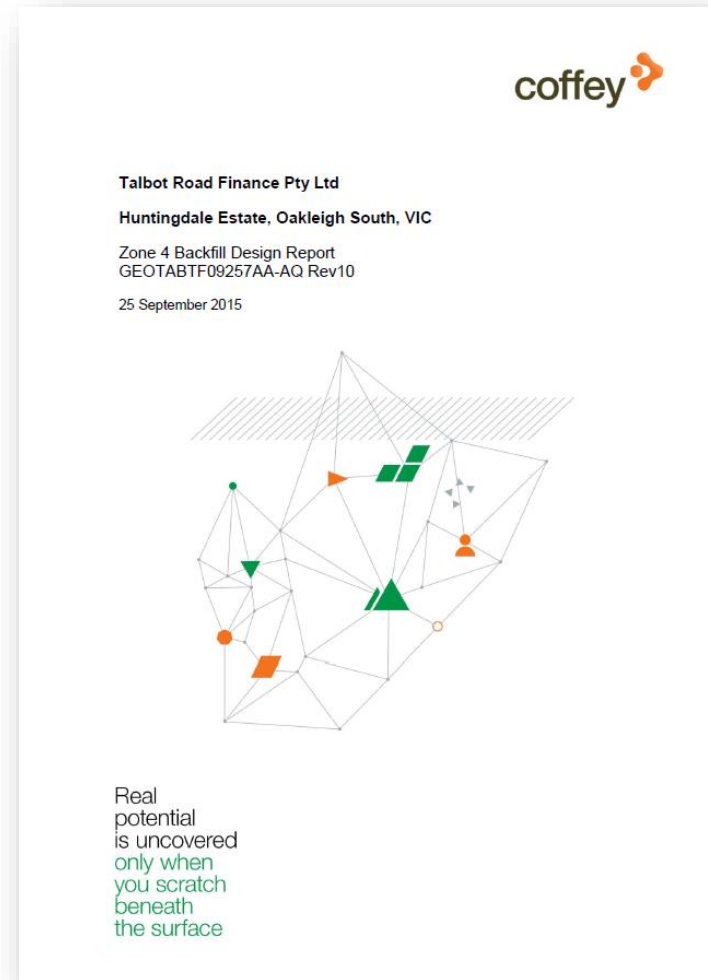 coffey
Talbot Road Finance Pty Ltd
Huntingdale Estate, Oakleigh South, VIC
Zone 4 Backfill Design Report
GEOTABTF09257AA-AQ Rev10
25 September 2015
Real
potential
is uncovered
only when
you scratch
beneath
the surface